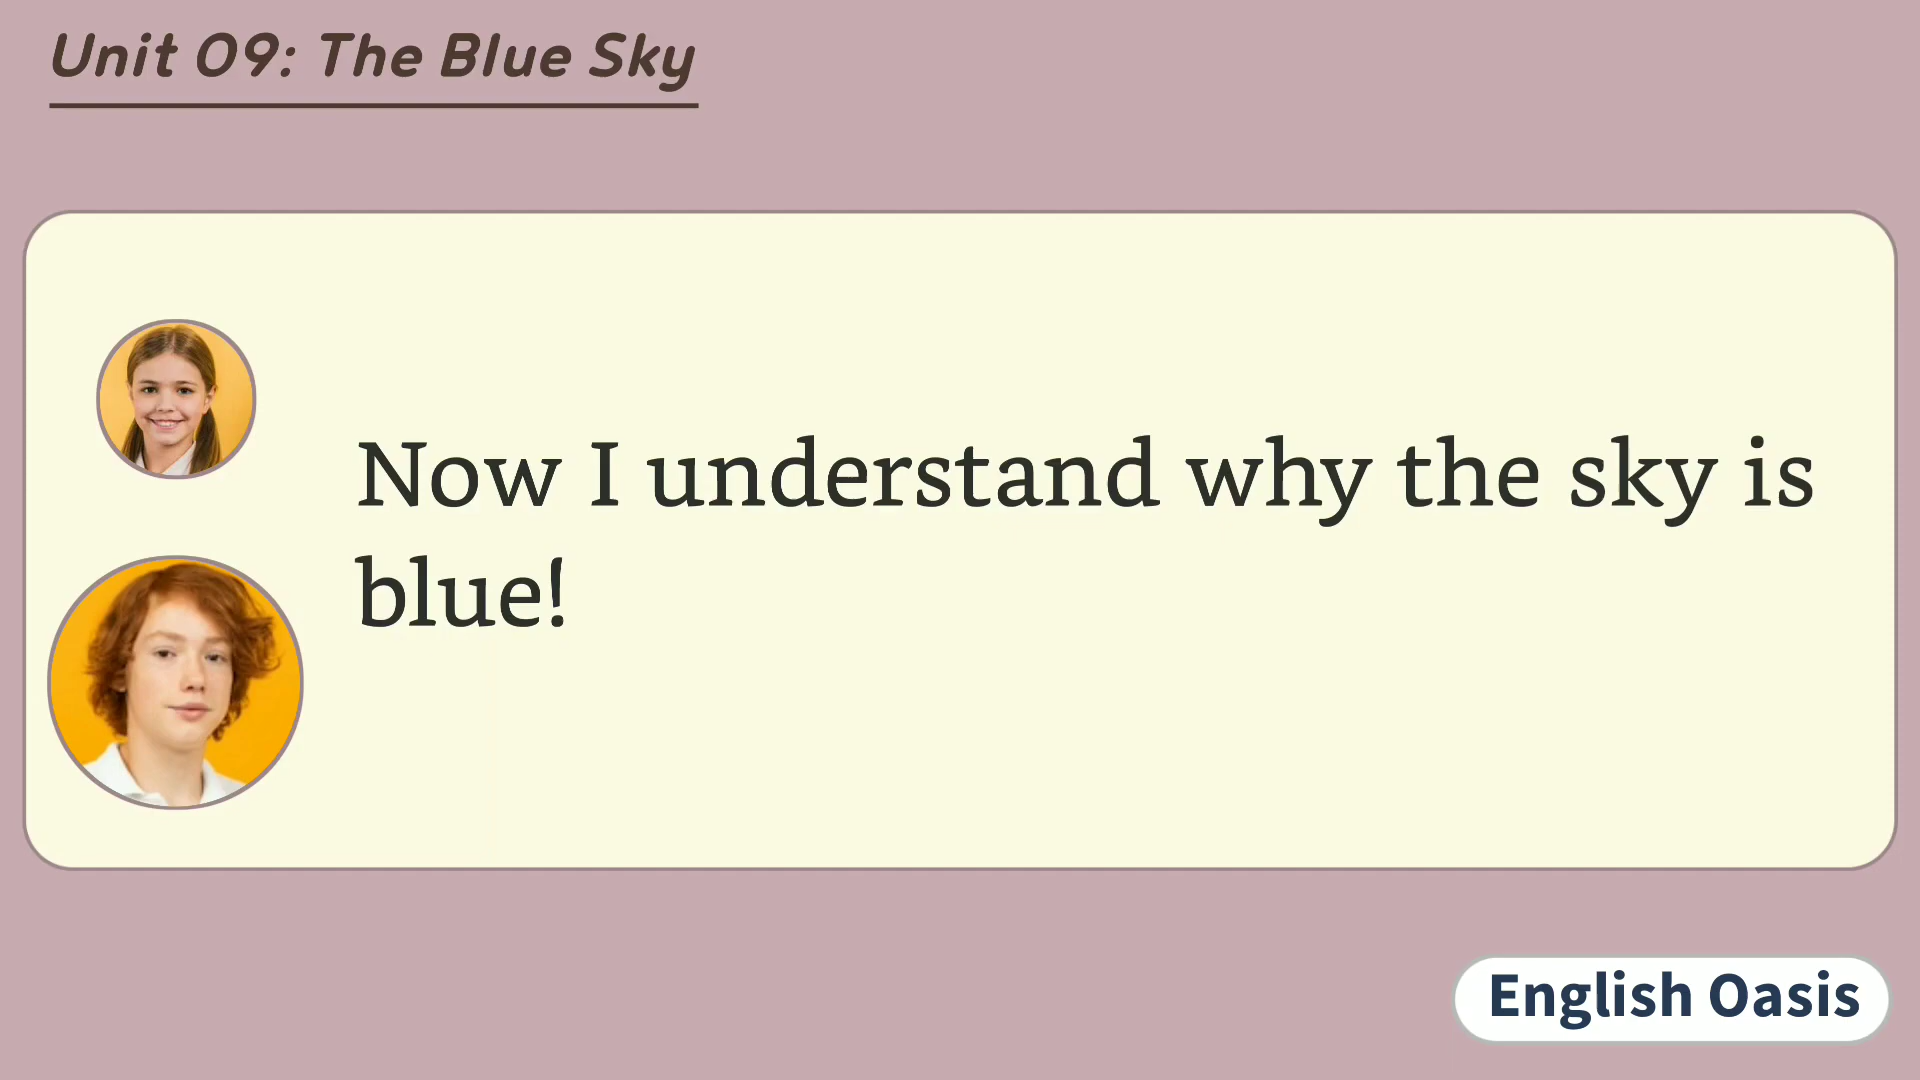 Unit 09: The Blue Sky
Now I understand why the sky is
blue!
English Oasis